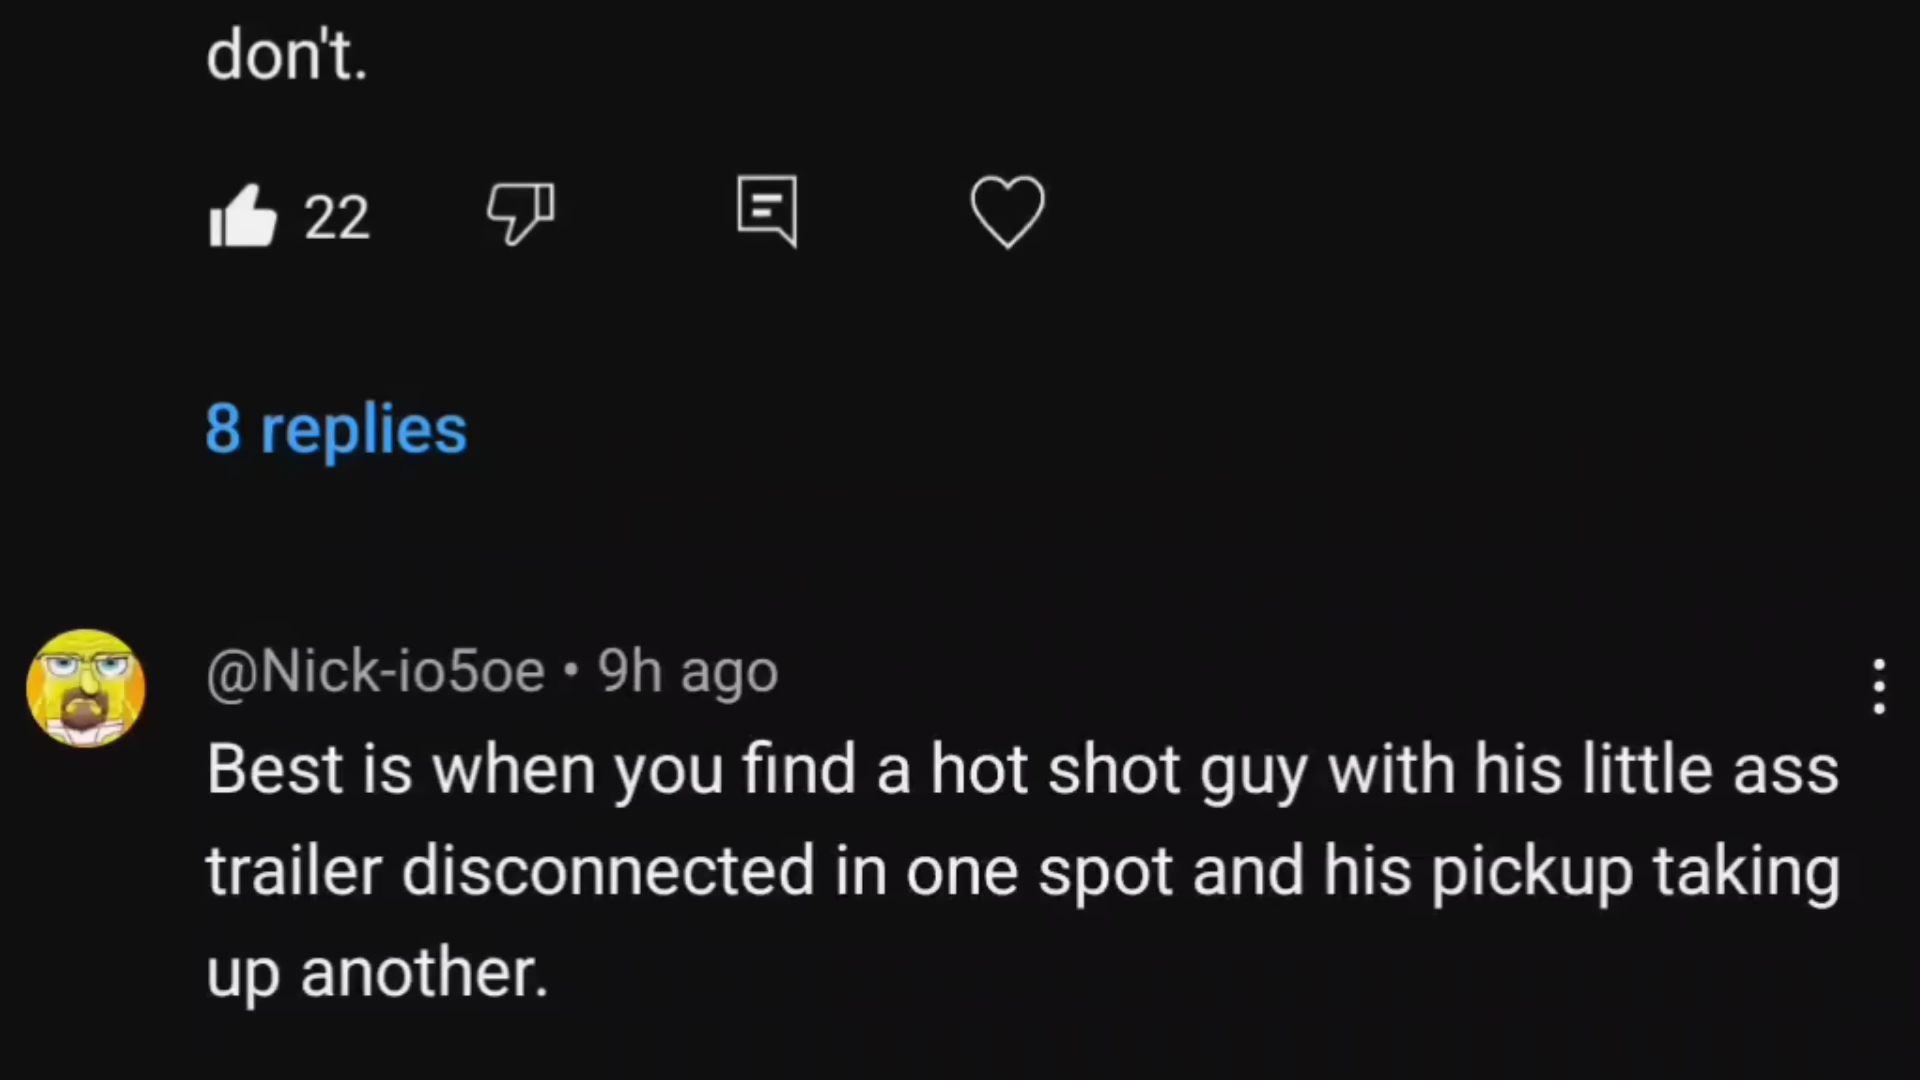 don't.
22
8 replies
@Nick-io5oe • 9h ago
Best is when you find a hot shot guy with his little ass
trailer disconnected in one spot and his pickup taking
up another.